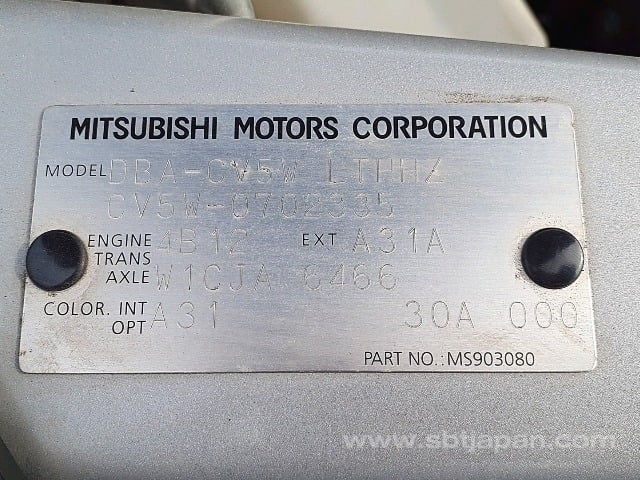 MITSUBISHI MOTORS CORPORATION
MODEL DBA-CV5W LTPHZ
CV5W-0702335
ENGINE 4B12 EXT A31A
TRANS
AXLE W1CJA 6466
COLOR. INT A31 30A 000
OPT
PART NO.: MS903080
www.sbtjapan.com